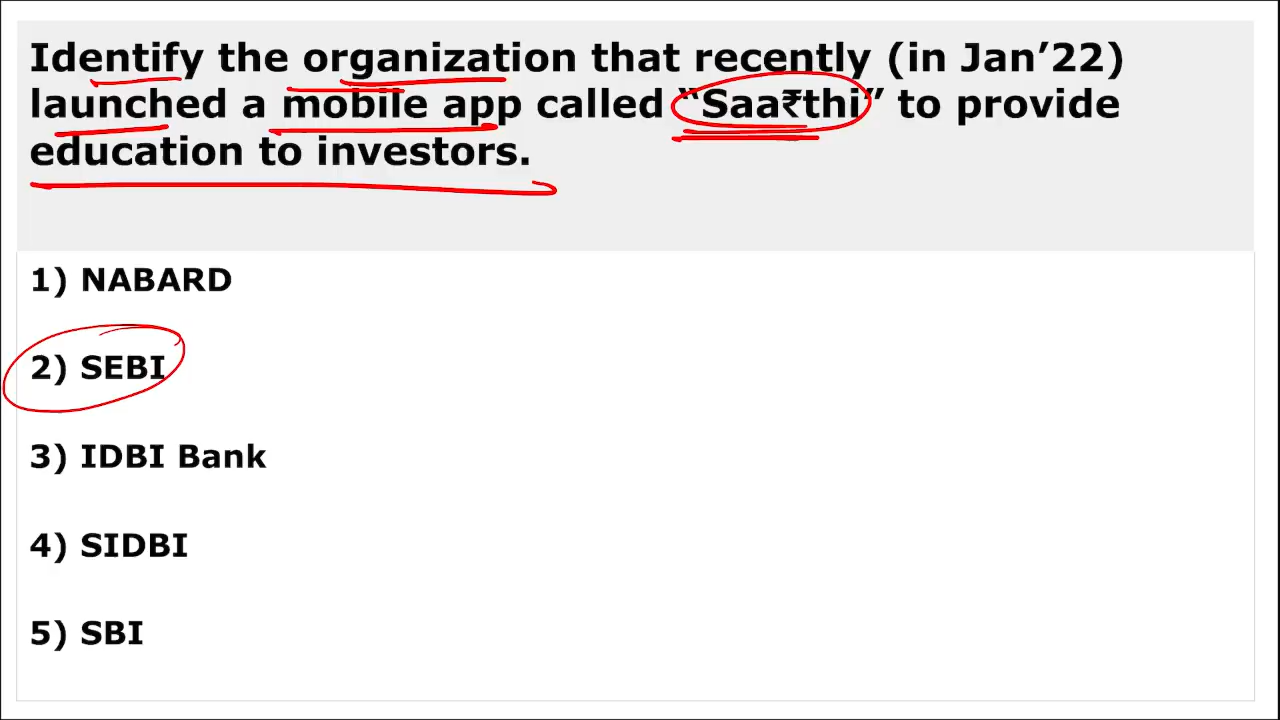 Identify the organization that recently (in Jan’22)
launched a mobile app called “Saa₹thi” to provide
education to investors.
1) NABARD
2) SEBI
3) IDBI Bank
4) SIDBI
5) SBI